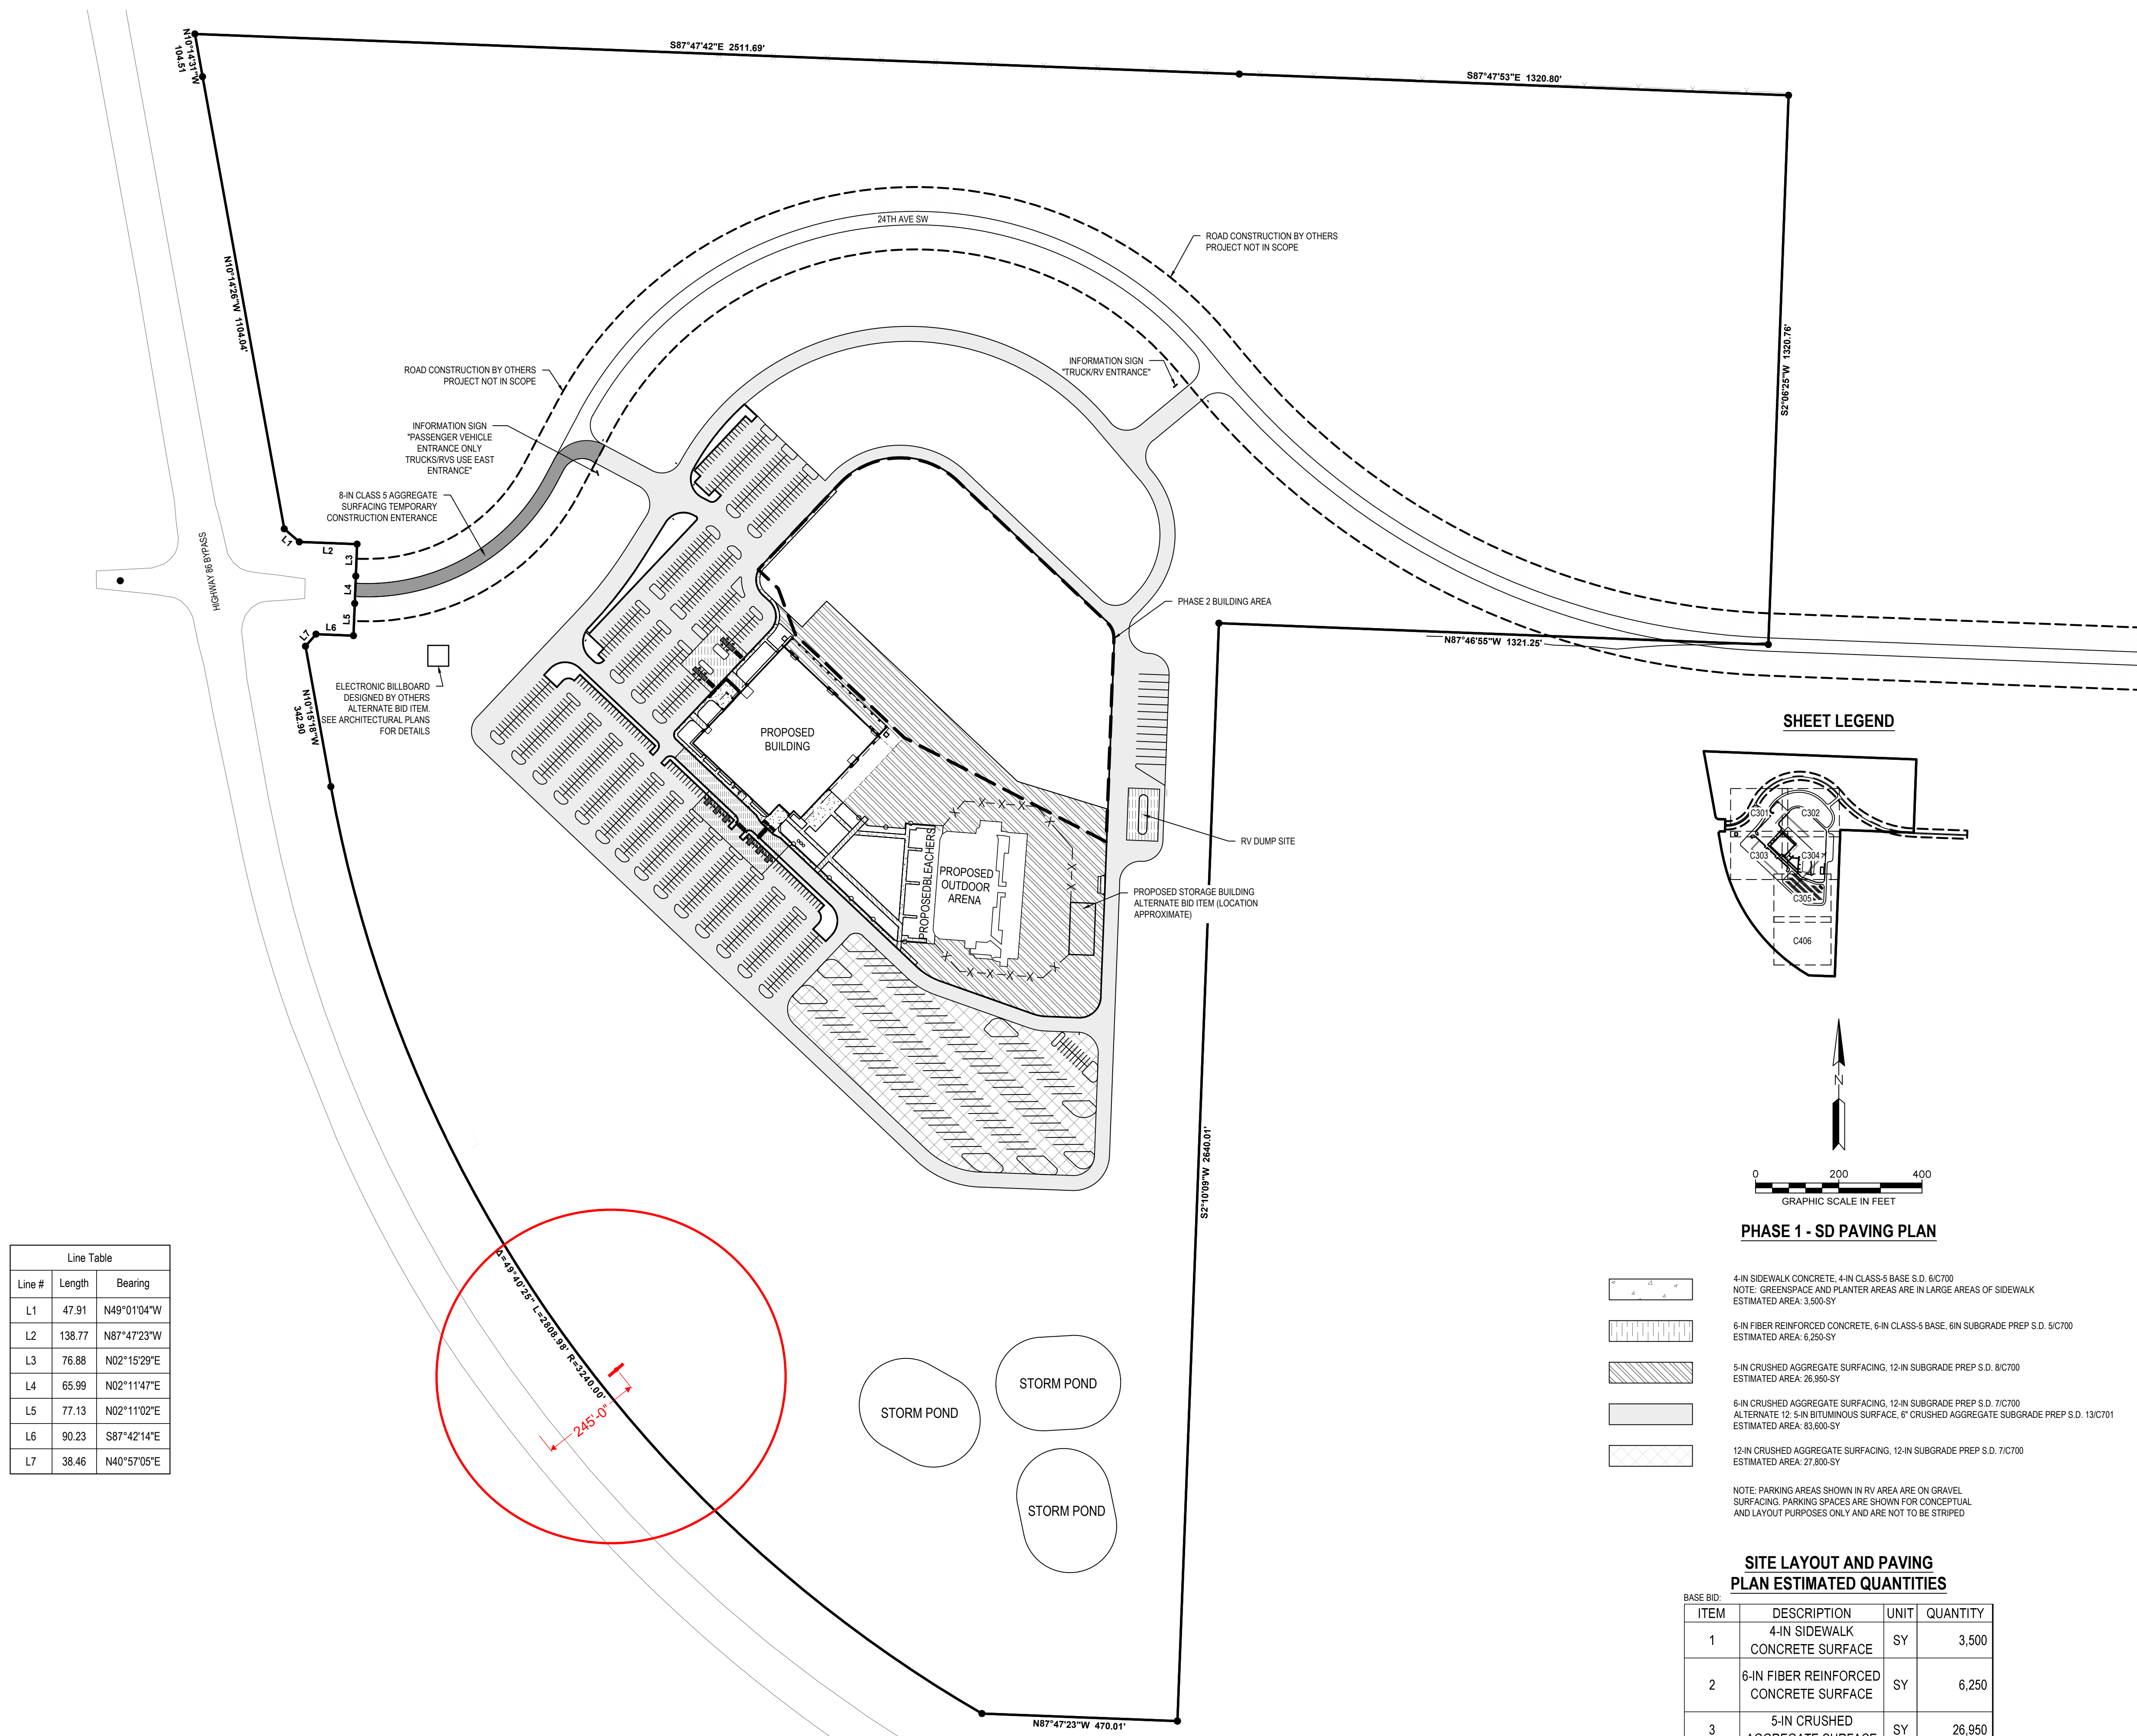 S87°47'42"E 2511.69'
S87°47'53"E 1320.80'
N10°14'31"W
104.51
N10°14'26"W 1104.04'
24TH AVE SW
ROAD CONSTRUCTION BY OTHERS
PROJECT NOT IN SCOPE
S2°06'25"W 1320.76'
INFORMATION SIGN
"TRUCK/RV ENTRANCE"
ROAD CONSTRUCTION BY OTHERS
PROJECT NOT IN SCOPE
INFORMATION SIGN
"PASSENGER VEHICLE
ENTRANCE ONLY
TRUCKS/RVS USE EAST
ENTRANCE"
8-IN CLASS 5 AGGREGATE
SURFACING TEMPORARY
CONSTRUCTION ENTERANCE
HIGHWAY 86 BYPASS
L1
L2
L3
L4
L5
L6
L7
PHASE 2 BUILDING AREA
N87°46'55"W 1321.25'
ELECTRONIC BILLBOARD
DESIGNED BY OTHERS
ALTERNATE BID ITEM.
SEE ARCHITECTURAL PLANS
FOR DETAILS
N10°15'18"W
342.90
PROPOSED
BUILDING
SHEET LEGEND
C301
C302
C303
C304
C305
C406
RV DUMP SITE
PROPOSEDBLEACHERS
PROPOSED
OUTDOOR
ARENA
PROPOSED STORAGE BUILDING
ALTERNATE BID ITEM (LOCATION
APPROXIMATE)
N
0 200 400
GRAPHIC SCALE IN FEET
S2°10'09"W 2640.01'
PHASE 1 - SD PAVING PLAN
4-IN SIDEWALK CONCRETE, 4-IN CLASS-5 BASE S.D. 6/C700
NOTE: GREENSPACE AND PLANTER AREAS ARE IN LARGE AREAS OF SIDEWALK
ESTIMATED AREA: 3,500-SY
6-IN FIBER REINFORCED CONCRETE, 6-IN CLASS-5 BASE, 6IN SUBGRADE PREP S.D. 5/C700
ESTIMATED AREA: 6,250-SY
5-IN CRUSHED AGGREGATE SURFACING, 12-IN SUBGRADE PREP S.D. 8/C700
ESTIMATED AREA: 26,950-SY
6-IN CRUSHED AGGREGATE SURFACING, 12-IN SUBGRADE PREP S.D. 7/C700
ALTERNATE 12: 5-IN BITUMINOUS SURFACE, 6" CRUSHED AGGREGATE SUBGRADE PREP S.D. 13/C701
ESTIMATED AREA: 83,600-SY
12-IN CRUSHED AGGREGATE SURFACING, 12-IN SUBGRADE PREP S.D. 7/C700
ESTIMATED AREA: 27,800-SY
NOTE: PARKING AREAS SHOWN IN RV AREA ARE ON GRAVEL
SURFACING. PARKING SPACES ARE SHOWN FOR CONCEPTUAL
AND LAYOUT PURPOSES ONLY AND ARE NOT TO BE STRIPED
Line Table
Line # Length Bearing
L1 47.91 N49°01'04"W
L2 138.77 N87°47'23"W
L3 76.88 N02°15'29"E
L4 65.99 N02°11'47"E
L5 77.13 N02°11'02"E
L6 90.23 S87°42'14"E
L7 38.46 N40°57'05"E
Δ=49°40'25" L=2808.98' R=3240.00'
245'-0"
STORM POND
STORM POND
STORM POND
N87°47'23"W 470.01'
SITE LAYOUT AND PAVING
PLAN ESTIMATED QUANTITIES
BASE BID:
ITEM DESCRIPTION UNIT QUANTITY
1 4-IN SIDEWALK CONCRETE SURFACE SY 3,500
2 6-IN FIBER REINFORCED CONCRETE SURFACE SY 6,250
3 5-IN CRUSHED AGGREGATE SURFACE SY 26,950